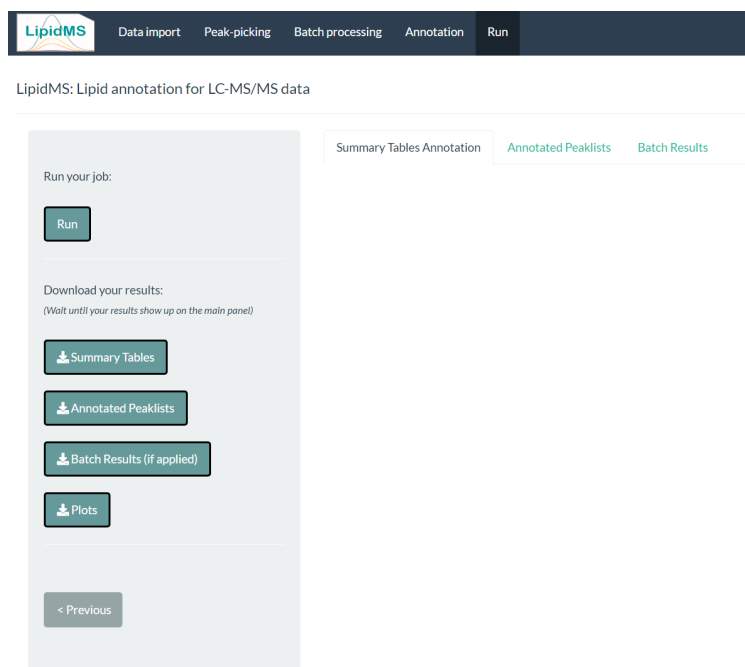 LipidMS Data import Peak-picking Batch processing Annotation Run
LipidMS: Lipid annotation for LC-MS/MS data
Summary Tables Annotation Annotated Peaklists Batch Results
Run your job:
Run
Download your results:
(Wait until your results show up on the main panel)
Summary Tables
Annotated Peaklists
Batch Results (if applied)
Plots
< Previous